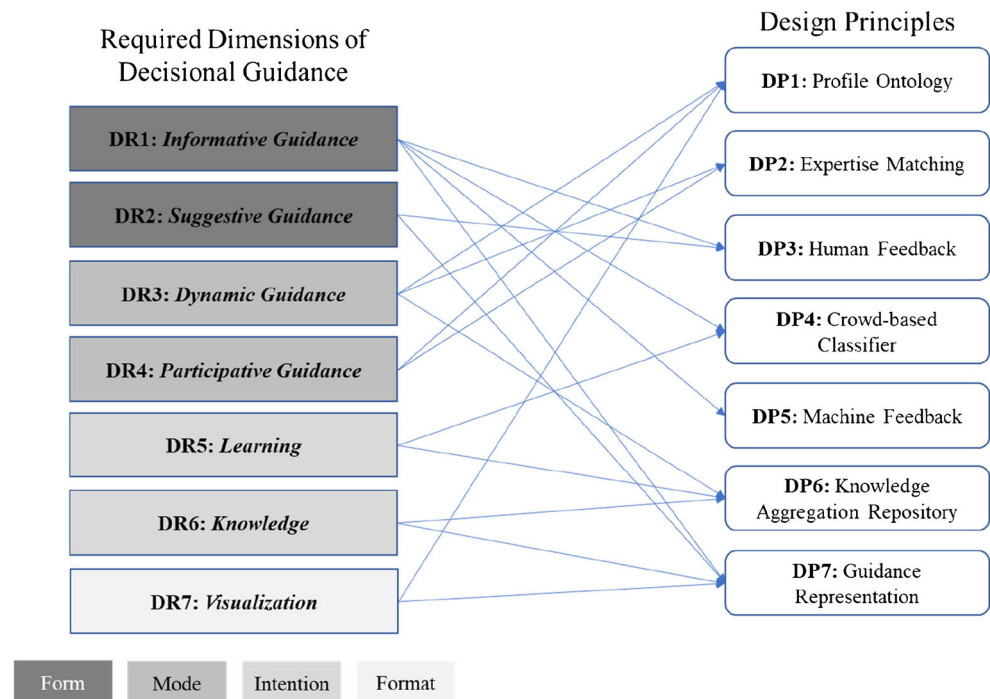 Required Dimensions of
Decisional Guidance
DR1: Informative Guidance
DR2: Suggestive Guidance
DR3: Dynamic Guidance
DR4: Participative Guidance
DR5: Learning
DR6: Knowledge
DR7: Visualization
Design Principles
DP1: Profile Ontology
DP2: Expertise Matching
DP3: Human Feedback
DP4: Crowd-based
Classifier
DP5: Machine Feedback
DP6: Knowledge
Aggregation Repository
DP7: Guidance
Representation
Form
Mode
Intention
Format